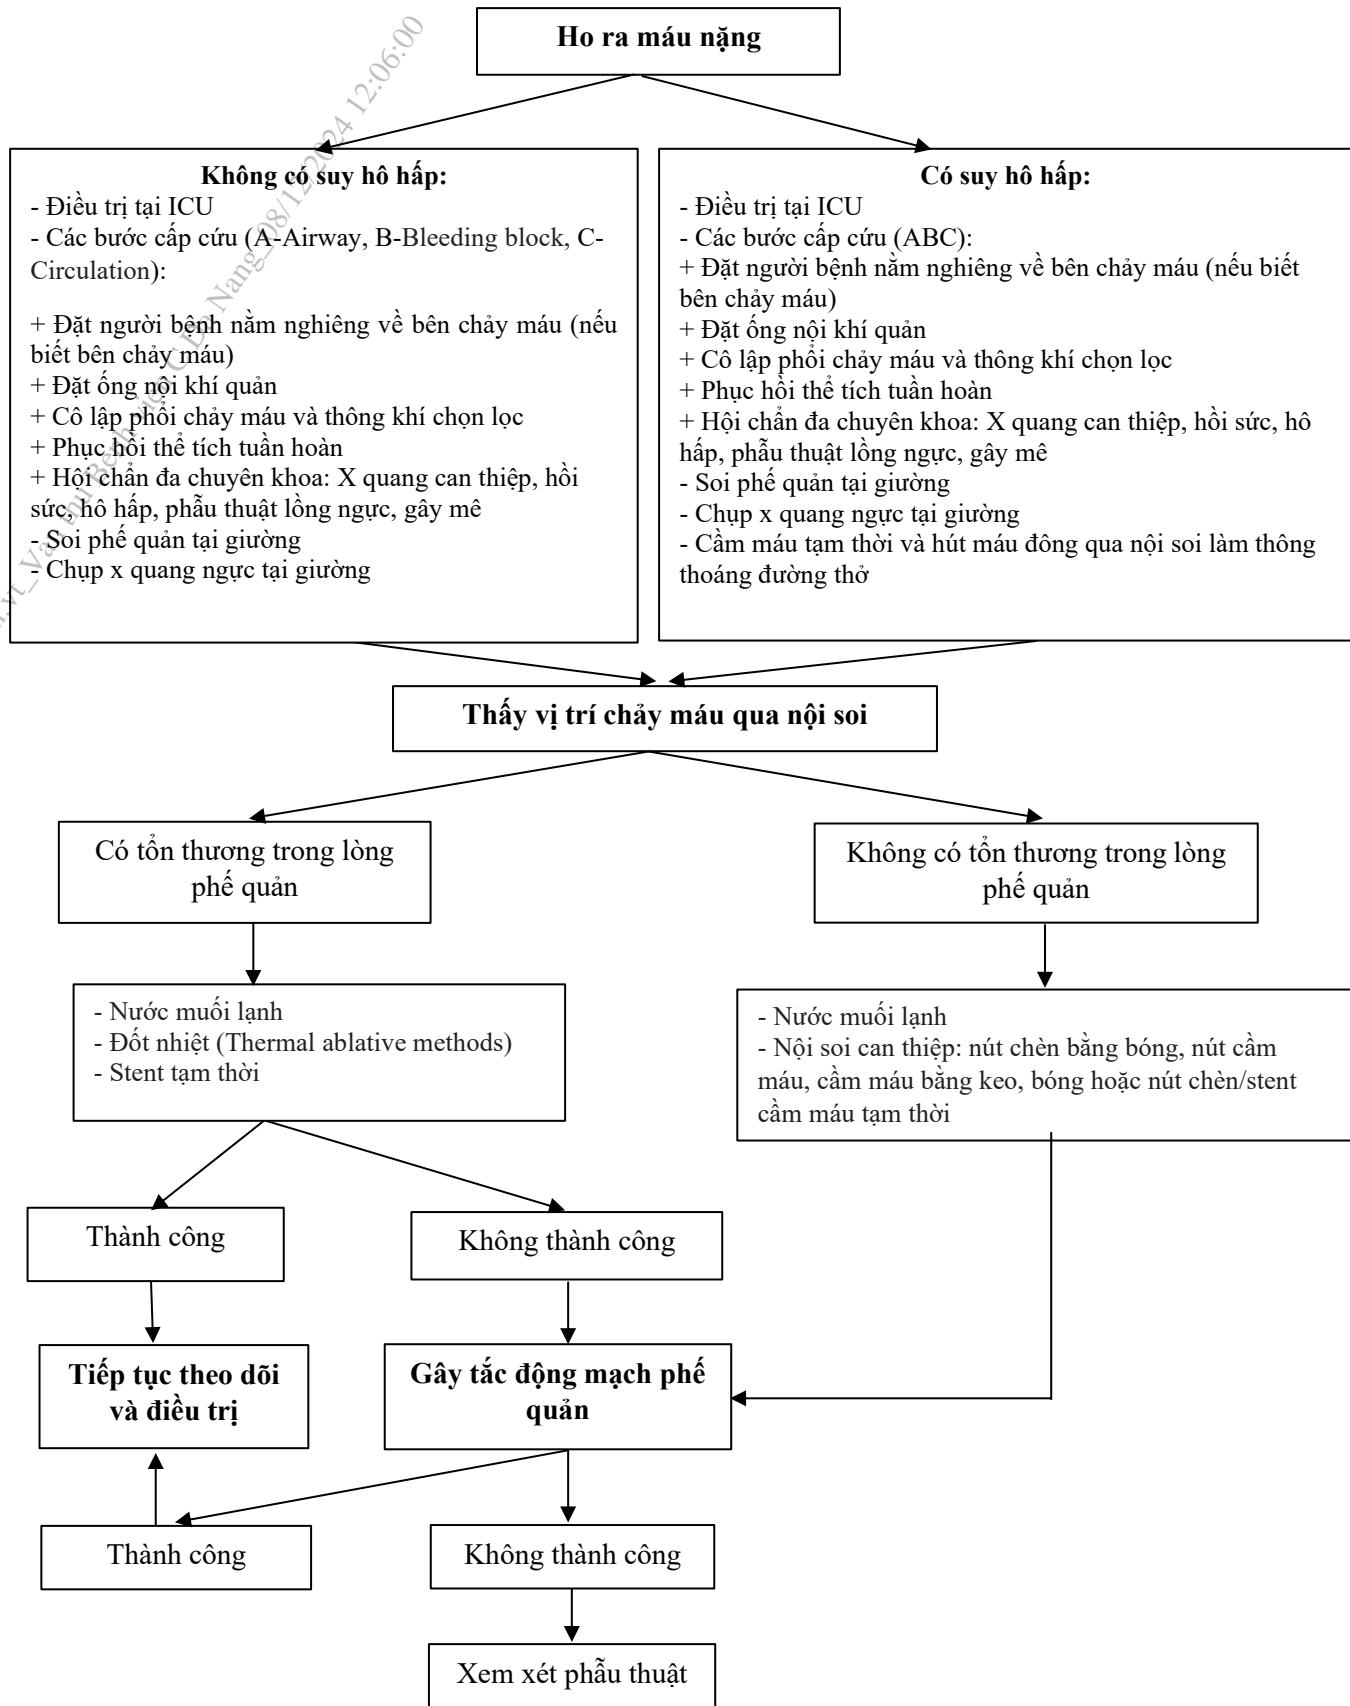 Ho ra máu nặng
Không có suy hô hấp:
- Điều trị tại ICU
- Các bước cấp cứu (A-Airway, B-Bleeding block, C-
Circulation):
+ Đặt người bệnh nằm nghiêng về bên chảy máu (nếu
biết bên chảy máu)
+ Đặt ống nội khí quản
+ Cô lập phổi chảy máu và thông khí chọn lọc
+ Phục hồi thể tích tuần hoàn
+ Hội chẩn đa chuyên khoa: X quang can thiệp, hồi
sức, hô hấp, phẫu thuật lồng ngực, gây mê
- Soi phế quản tại giường
- Chụp x quang ngực tại giường
Có suy hô hấp:
- Điều trị tại ICU
- Các bước cấp cứu (ABC):
+ Đặt người bệnh nằm nghiêng về bên chảy máu (nếu biết
bên chảy máu)
+ Đặt ống nội khí quản
+ Cô lập phổi chảy máu và thông khí chọn lọc
+ Phục hồi thể tích tuần hoàn
+ Hội chẩn đa chuyên khoa: X quang can thiệp, hồi sức, hô
hấp, phẫu thuật lồng ngực, gây mê
- Soi phế quản tại giường
- Chụp x quang ngực tại giường
- Cầm máu tạm thời và hút máu đông qua nội soi làm thông
thoáng đường thở
Thấy vị trí chảy máu qua nội soi
Có tổn thương trong lòng
phế quản
Không có tổn thương trong lòng
phế quản
- Nước muối lạnh
- Đốt nhiệt (Thermal ablative methods)
- Stent tạm thời
- Nước muối lạnh
- Nội soi can thiệp: nút chèn bằng bóng, nút cầm
máu, cầm máu bằng keo, bóng hoặc nút chèn/stent
cầm máu tạm thời
Thành công
Không thành công
Tiếp tục theo dõi
và điều trị
Gây tắc động mạch phế
quản
Thành công
Không thành công
Xem xét phẫu thuật
08/12/2024 12:06:00